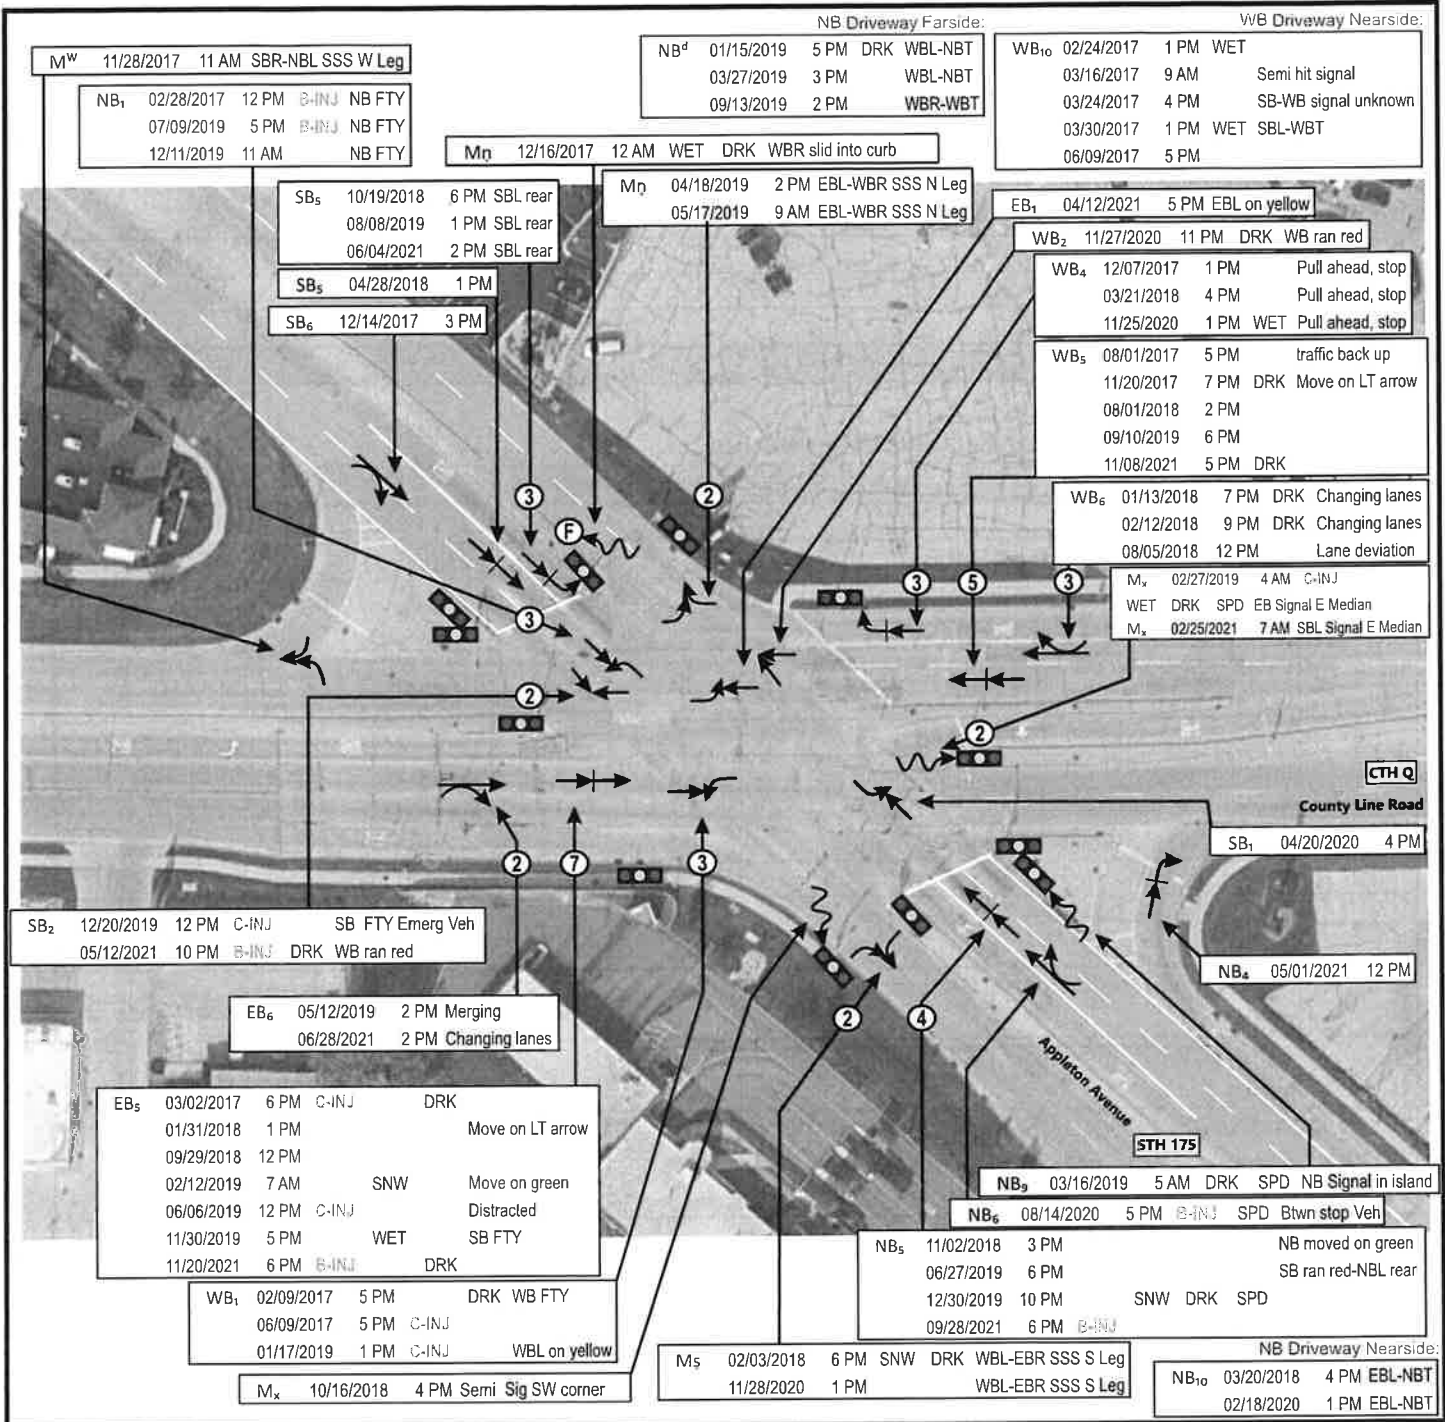 NB Driveway Farside:
WB Driveway Nearside:
Mᵂ 11/28/2017 11 AM SBR-NBL SSS W Leg
NBᵈ 01/15/2019 5 PM DRK WBL-NBT
03/27/2019 3 PM WBL-NBT
09/13/2019 2 PM WBR-WBT
WB₁₀ 02/24/2017 1 PM WET
03/16/2017 9 AM Semi hit signal
03/24/2017 4 PM SB-WB signal unknown
03/30/2017 1 PM WET SBL-WBT
06/09/2017 5 PM
NB₁ 02/28/2017 12 PM B-INJ NB FTY
07/09/2019 5 PM B-INJ NB FTY
12/11/2019 11 AM NB FTY
Mṇ 12/16/2017 12 AM WET DRK WBR slid into curb
Mṇ 04/18/2019 2 PM EBL-WBR SSS N Leg
05/17/2019 9 AM EBL-WBR SSS N Leg
SB₅ 10/19/2018 6 PM SBL rear
08/08/2019 1 PM SBL rear
06/04/2021 2 PM SBL rear
EB₁ 04/12/2021 5 PM EBL on yellow
WB₂ 11/27/2020 11 PM DRK WB ran red
SB₅ 04/28/2018 1 PM
SB₆ 12/14/2017 3 PM
WB₄ 12/07/2017 1 PM Pull ahead, stop
03/21/2018 4 PM Pull ahead, stop
11/25/2020 1 PM WET Pull ahead, stop
WB₅ 08/01/2017 5 PM traffic back up
11/20/2017 7 PM DRK Move on LT arrow
08/01/2018 2 PM
09/10/2019 6 PM
11/08/2021 5 PM DRK
WB₆ 01/13/2018 7 PM DRK Changing lanes
02/12/2018 9 PM DRK Changing lanes
08/05/2018 12 PM Lane deviation
3 2
F
3 5 3
Mₓ 02/27/2019 4 AM C-INJ
WET DRK SPD EB Signal E Median
Mₓ 02/25/2021 7 AM SBL Signal E Median
3
2
2
CTH Q
County Line Road
SB₁ 04/20/2020 4 PM
2 7 3
SB₂ 12/20/2019 12 PM C-INJ SB FTY Emerg Veh
05/12/2021 10 PM B-INJ DRK WB ran red
NB₄ 05/01/2021 12 PM
EB₆ 05/12/2019 2 PM Merging
06/28/2021 2 PM Changing lanes
2 4
Appleton Avenue
STH 175
EB₅ 03/02/2017 6 PM C-INJ DRK
01/31/2018 1 PM Move on LT arrow
09/29/2018 12 PM
02/12/2019 7 AM SNW Move on green
06/06/2019 12 PM C-INJ Distracted
11/30/2019 5 PM WET SB FTY
11/20/2021 6 PM B-INJ DRK
NB₉ 03/16/2019 5 AM DRK SPD NB Signal in island
NB₆ 08/14/2020 5 PM B-INJ SPD Btwn stop Veh
NB₅ 11/02/2018 3 PM NB moved on green
06/27/2019 6 PM SB ran red-NBL rear
12/30/2019 10 PM SNW DRK SPD
09/28/2021 6 PM B-INJ
WB₁ 02/09/2017 5 PM DRK WB FTY
06/09/2017 5 PM C-INJ
01/17/2019 1 PM C-INJ WBL on yellow
Mₓ 10/16/2018 4 PM Semi Sig SW corner
Mṣ 02/03/2018 6 PM SNW DRK WBL-EBR SSS S Leg
11/28/2020 1 PM WBL-EBR SSS S Leg
NB Driveway Nearside:
NB₁₀ 03/20/2018 4 PM EBL-NBT
02/18/2020 1 PM EBL-NBT